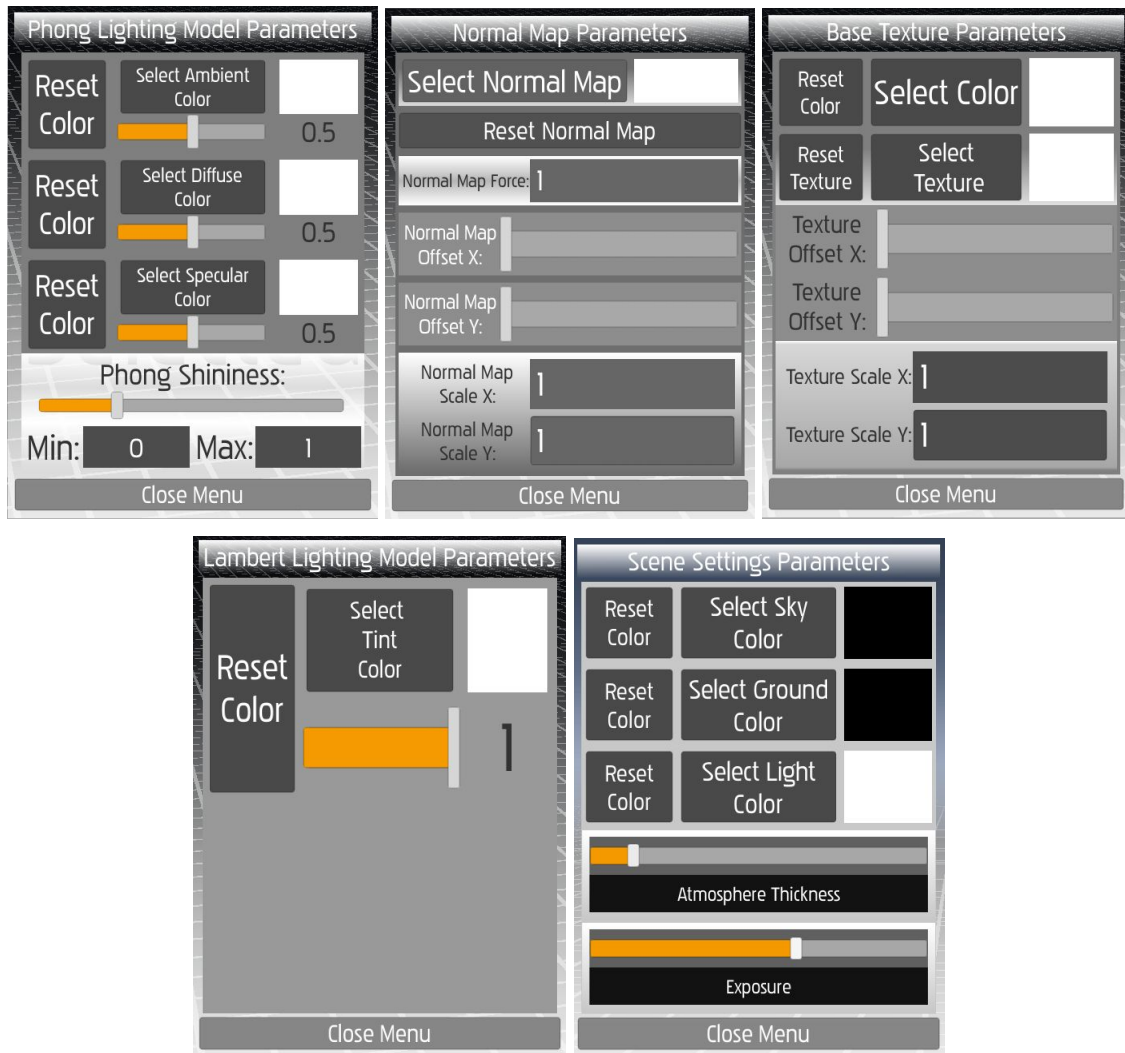 Phong Lighting Model Parameters
Reset
Color
Select Ambient
Color
0.5
Reset
Color
Select Diffuse
Color
0.5
Reset
Color
Select Specular
Color
0.5
Phong Shininess:
Min: 0 Max: 1
Close Menu
Normal Map Parameters
Select Normal Map
Reset Normal Map
Normal Map Force: 1
Normal Map
Offset X:
Normal Map
Offset Y:
Normal Map
Scale X:
1
Normal Map
Scale Y:
1
Close Menu
Base Texture Parameters
Reset
Color
Select Color
Reset
Texture
Select
Texture
Texture
Offset X:
Texture
Offset Y:
Texture Scale X: 1
Texture Scale Y: 1
Close Menu
Lambert Lighting Model Parameters
Reset
Color
Select
Tint
Color
1
Close Menu
Scene Settings Parameters
Reset
Color
Select Sky
Color
Reset
Color
Select Ground
Color
Reset
Color
Select Light
Color
Atmosphere Thickness
Exposure
Close Menu